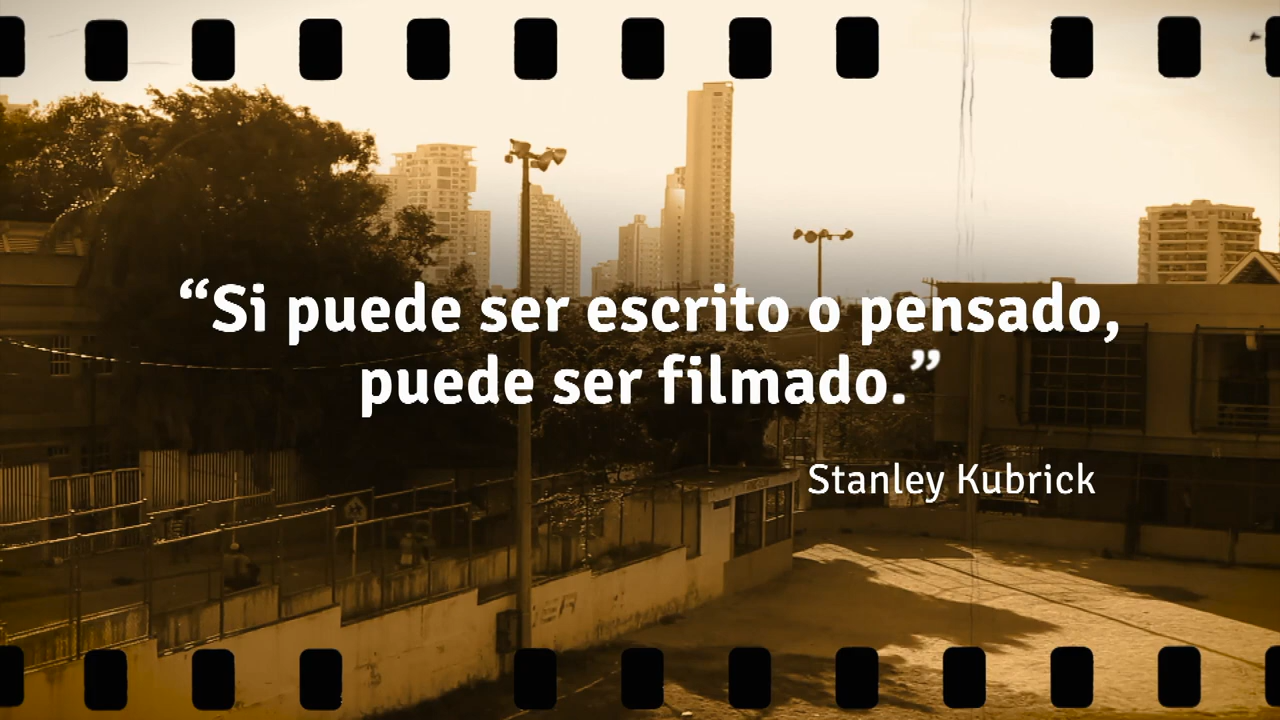 “Si puede ser escrito o pensado,
puede ser filmado.”
Stanley Kubrick